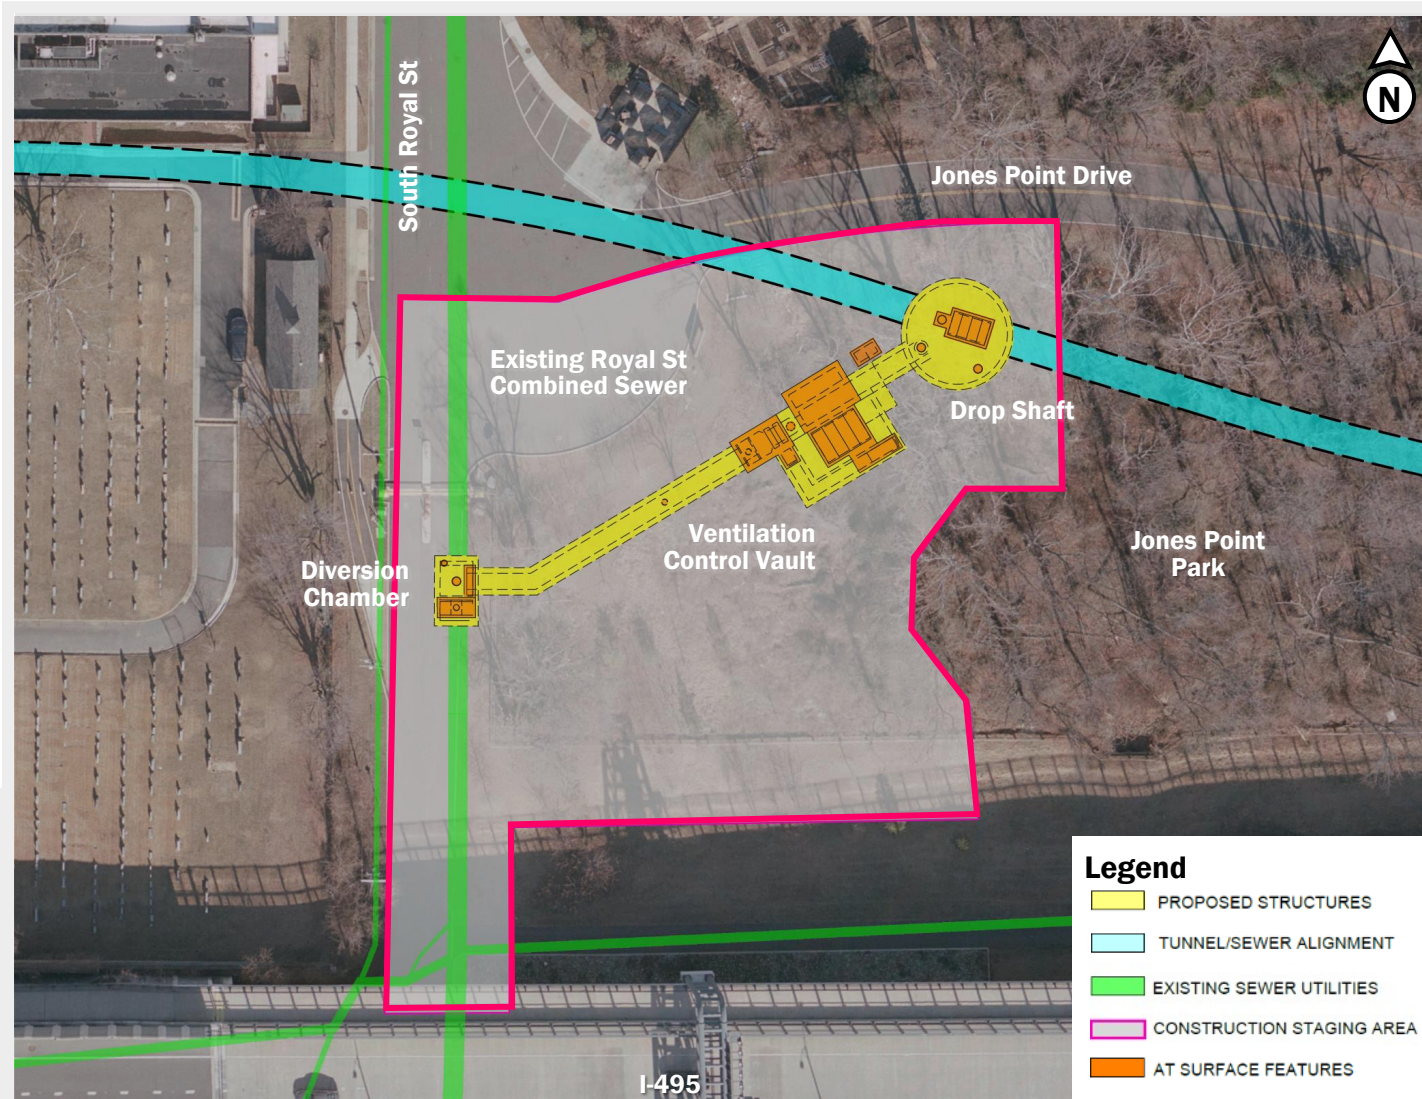 N
South Royal St
Jones Point Drive
Existing Royal St
Combined Sewer
Drop Shaft
Ventilation
Control Vault
Jones Point
Park
Diversion
Chamber
I-495
Legend
PROPOSED STRUCTURES
TUNNEL/SEWER ALIGNMENT
EXISTING SEWER UTILITIES
CONSTRUCTION STAGING AREA
AT SURFACE FEATURES